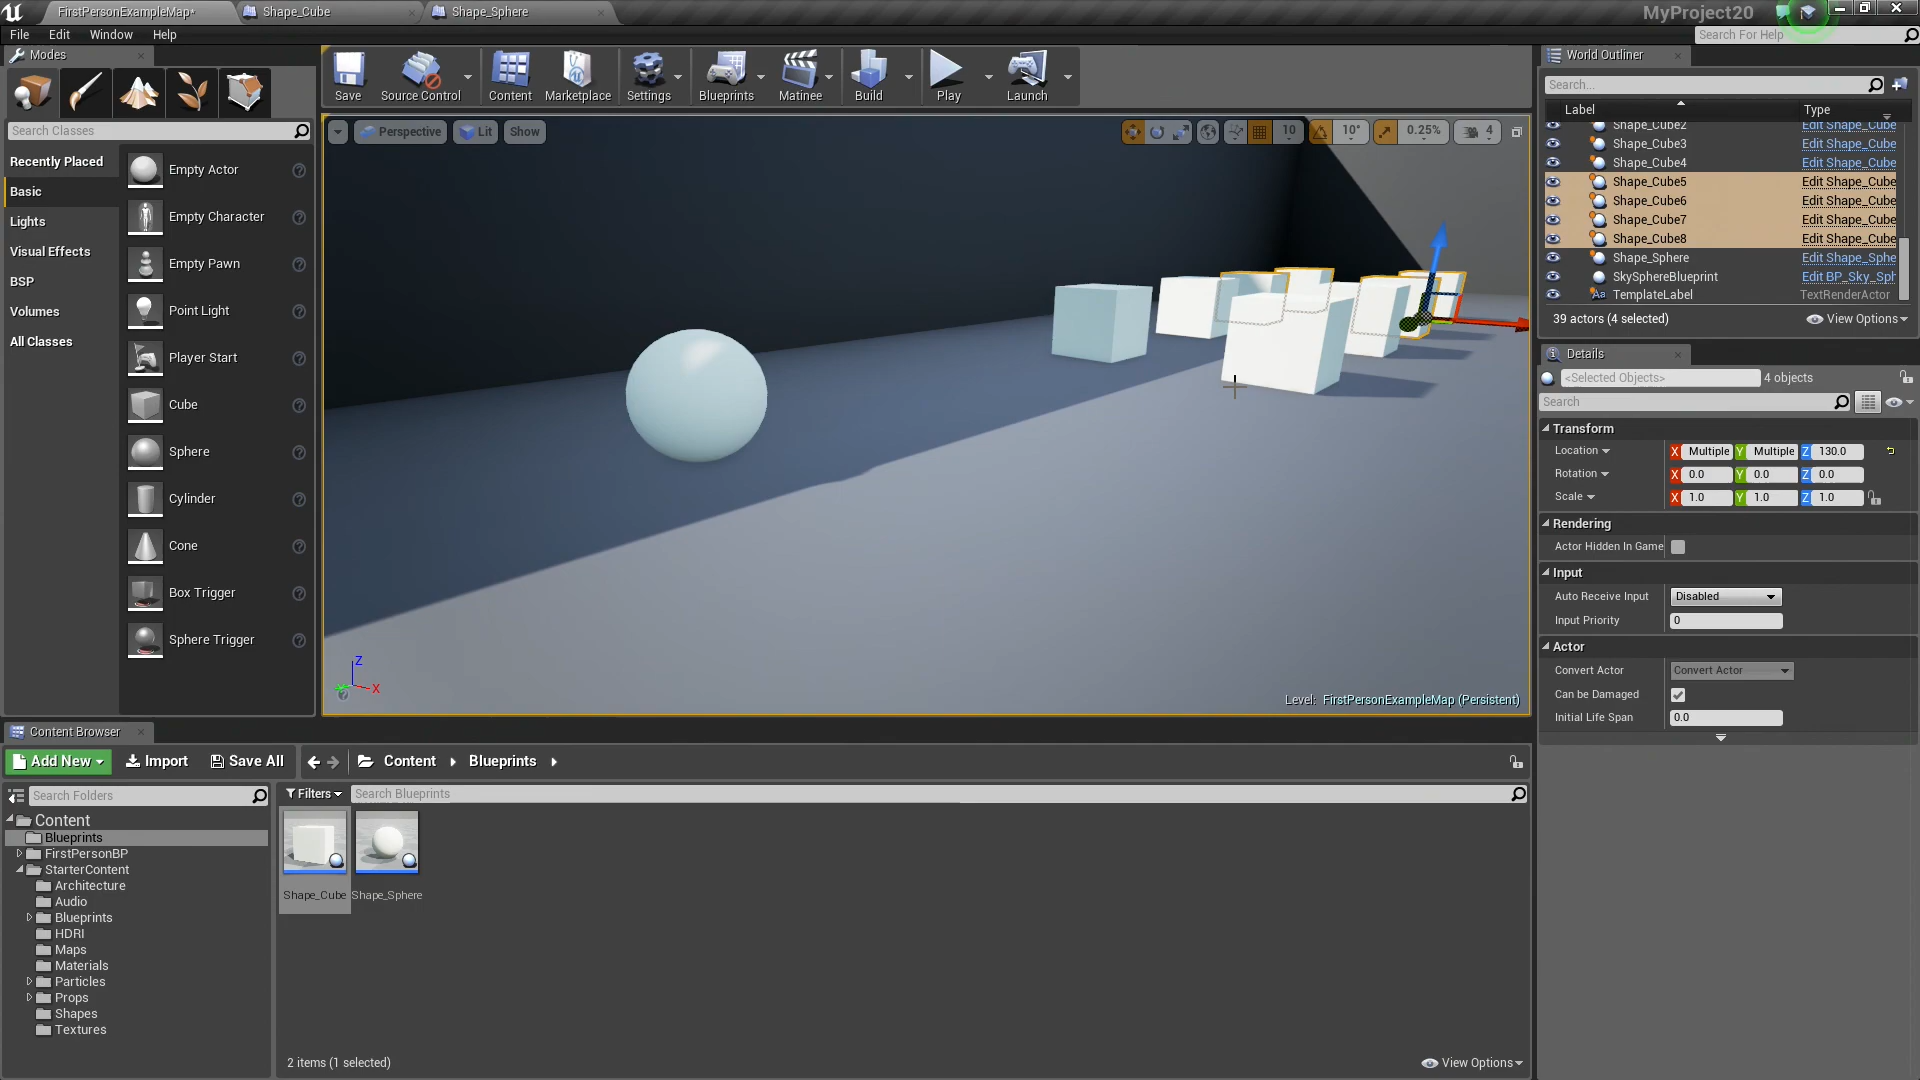 FirstPersonExampleMap*
Shape_Cube
Shape_Sphere
MyProject20
File Edit Window Help
Search For Help
Modes
Save
Source Control
Content
Marketplace
Settings
Blueprints
Matinee
Build
Play
Launch
Search Classes
Recently Placed
Basic
Lights
Visual Effects
BSP
Volumes
All Classes
Empty Actor
Empty Character
Empty Pawn
Point Light
Player Start
Cube
Sphere
Cylinder
Cone
Box Trigger
Sphere Trigger
Perspective
Lit
Show
10
10°
0.25%
4
Z
X
Level: FirstPersonExampleMap (Persistent)
World Outliner
Search...
Label Type
Shape_Cube2 Edit Shape_Cube
Shape_Cube3 Edit Shape_Cube
Shape_Cube4 Edit Shape_Cube
Shape_Cube5 Edit Shape_Cube
Shape_Cube6 Edit Shape_Cube
Shape_Cube7 Edit Shape_Cube
Shape_Cube8 Edit Shape_Cube
Shape_Sphere Edit Shape_Sphe
SkySphereBlueprint Edit BP_Sky_Sph
Aa TemplateLabel TextRenderActor
39 actors (4 selected)
View Options
Details
<Selected Objects> 4 objects
Search
Transform
Location X Multiple Y Multiple Z 130.0
Rotation X 0.0 Y 0.0 Z 0.0
Scale X 1.0 Y 1.0 Z 1.0
Rendering
Actor Hidden In Game
Input
Auto Receive Input Disabled
Input Priority 0
Actor
Convert Actor Convert Actor
Can be Damaged
Initial Life Span 0.0
Content Browser
Add New
Import
Save All
Content
Blueprints
Search Folders
Filters
Search Blueprints
Content
Blueprints
FirstPersonBP
StarterContent
Architecture
Audio
Blueprints
HDRI
Maps
Materials
Particles
Props
Shapes
Textures
Shape_Cube
Shape_Sphere
2 items (1 selected)
View Options